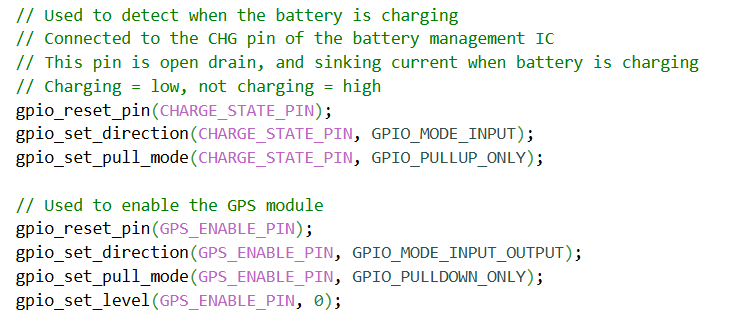 // Used to detect when the battery is charging
// Connected to the CHG pin of the battery management IC
// This pin is open drain, and sinking current when battery is charging
// Charging = low, not charging = high
gpio_reset_pin(CHARGE_STATE_PIN);
gpio_set_direction(CHARGE_STATE_PIN, GPIO_MODE_INPUT);
gpio_set_pull_mode(CHARGE_STATE_PIN, GPIO_PULLUP_ONLY);

// Used to enable the GPS module
gpio_reset_pin(GPS_ENABLE_PIN);
gpio_set_direction(GPS_ENABLE_PIN, GPIO_MODE_INPUT_OUTPUT);
gpio_set_pull_mode(GPS_ENABLE_PIN, GPIO_PULLDOWN_ONLY);
gpio_set_level(GPS_ENABLE_PIN, 0);